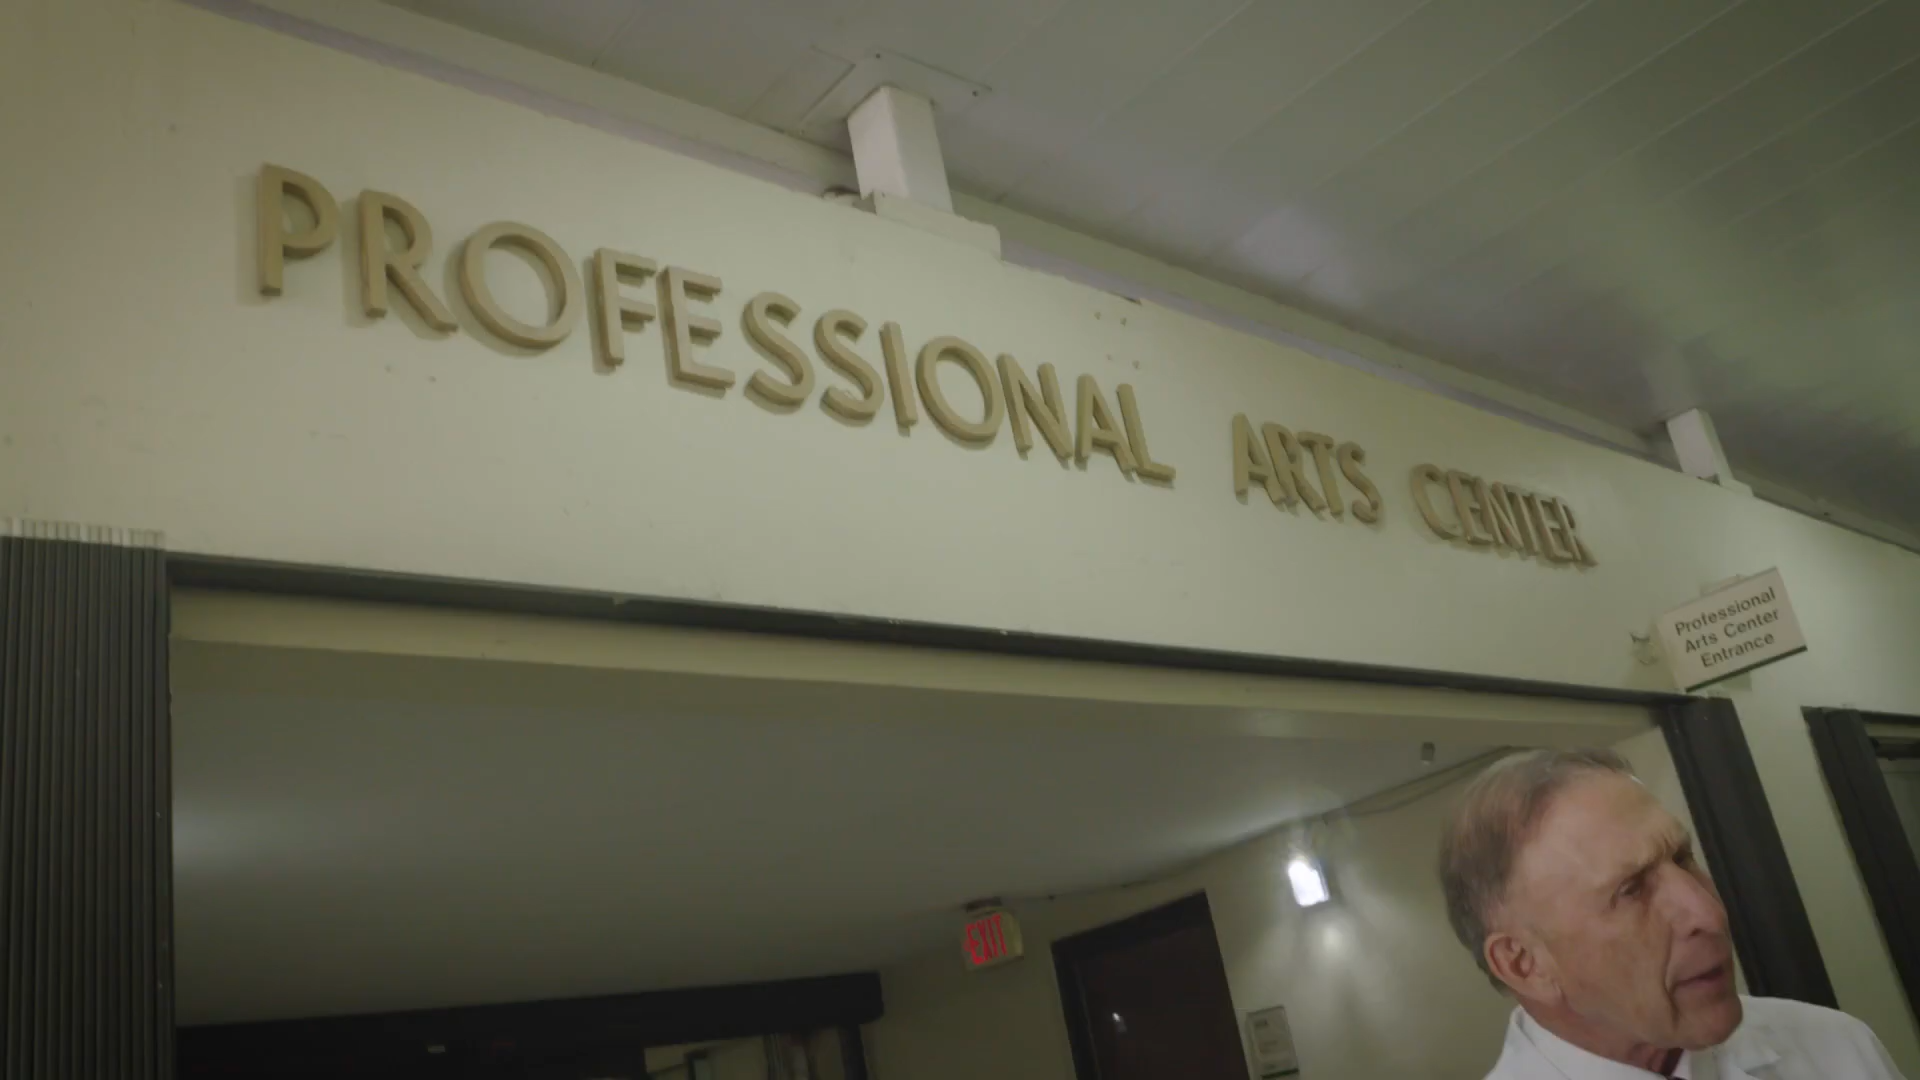 PROFESSIONAL ARTS CENTER
Professional
Arts Center
Entrance
EXIT